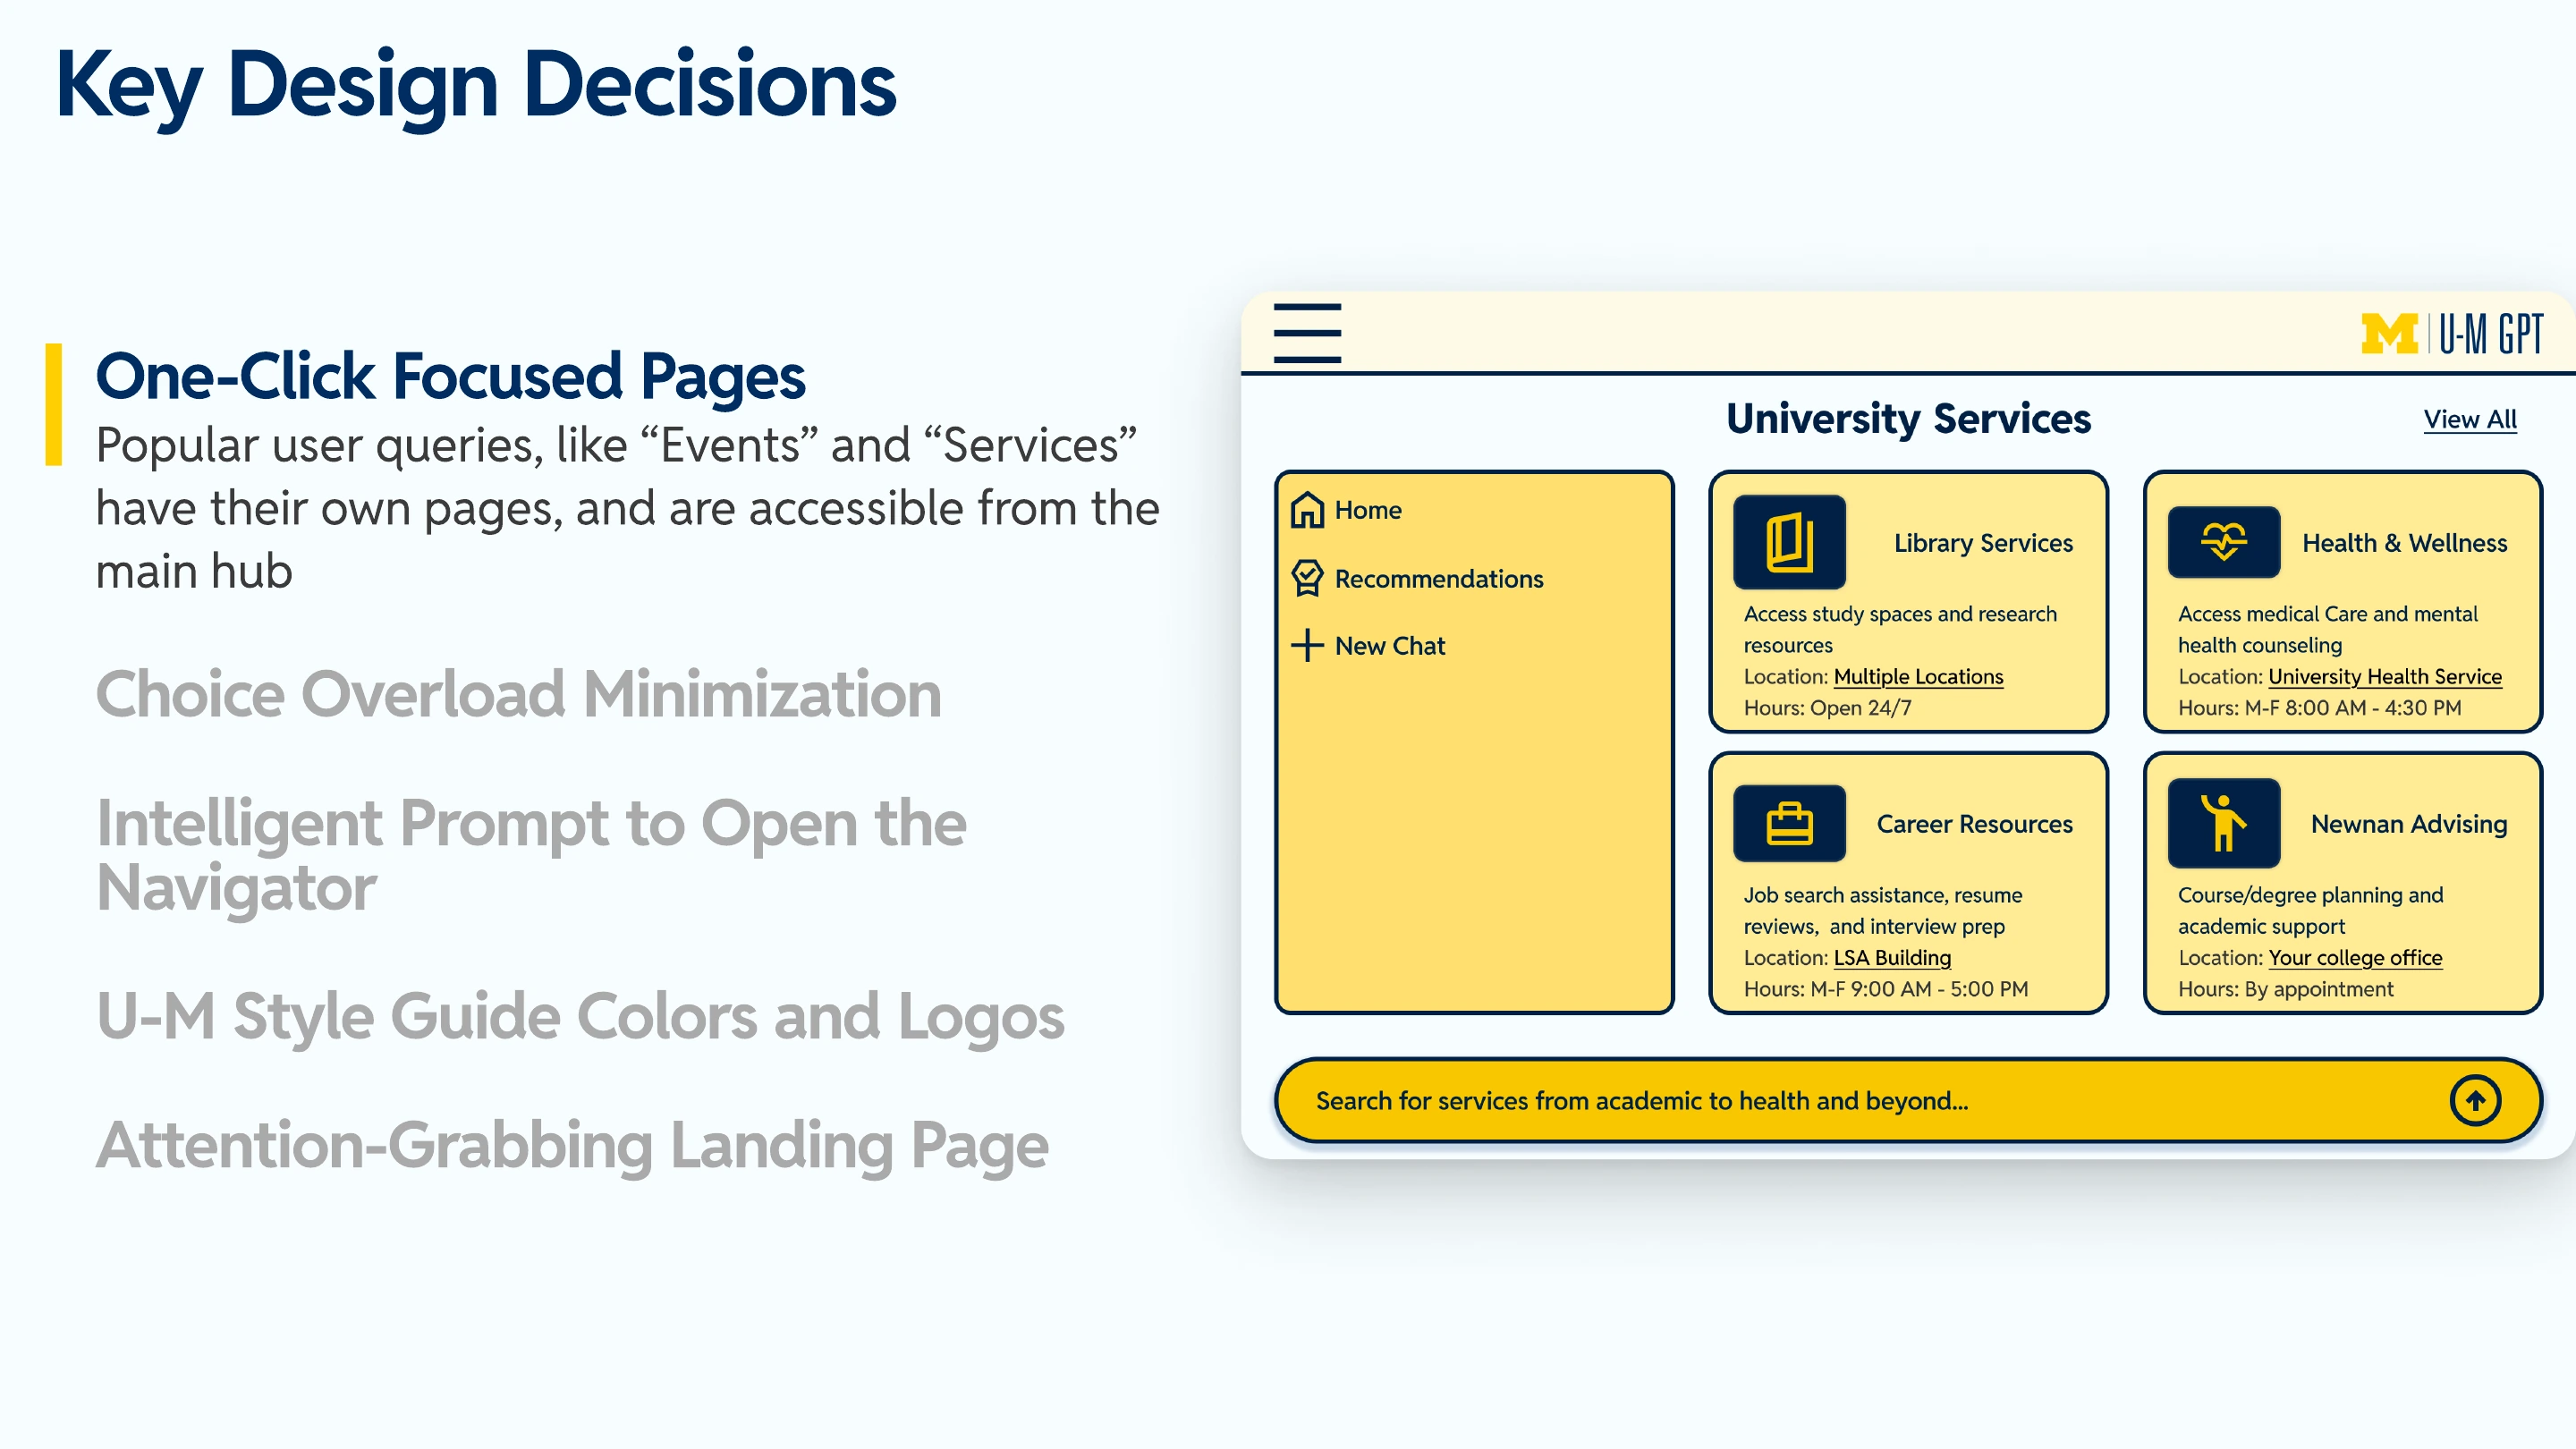 Key Design Decisions
One-Click Focused Pages
Popular user queries, like “Events” and “Services”
have their own pages, and are accessible from the
main hub
Choice Overload Minimization
Intelligent Prompt to Open the
Navigator
U-M Style Guide Colors and Logos
Attention-Grabbing Landing Page
M | U-M GPT
University Services
View All
Home
Recommendations
New Chat
Library Services
Access study spaces and research
resources
Location: Multiple Locations
Hours: Open 24/7
Health & Wellness
Access medical Care and mental
health counseling
Location: University Health Service
Hours: M-F 8:00 AM - 4:30 PM
Career Resources
Job search assistance, resume
reviews,  and interview prep
Location: LSA Building
Hours: M-F 9:00 AM - 5:00 PM
Newnan Advising
Course/degree planning and
academic support
Location: Your college office
Hours: By appointment
Search for services from academic to health and beyond...